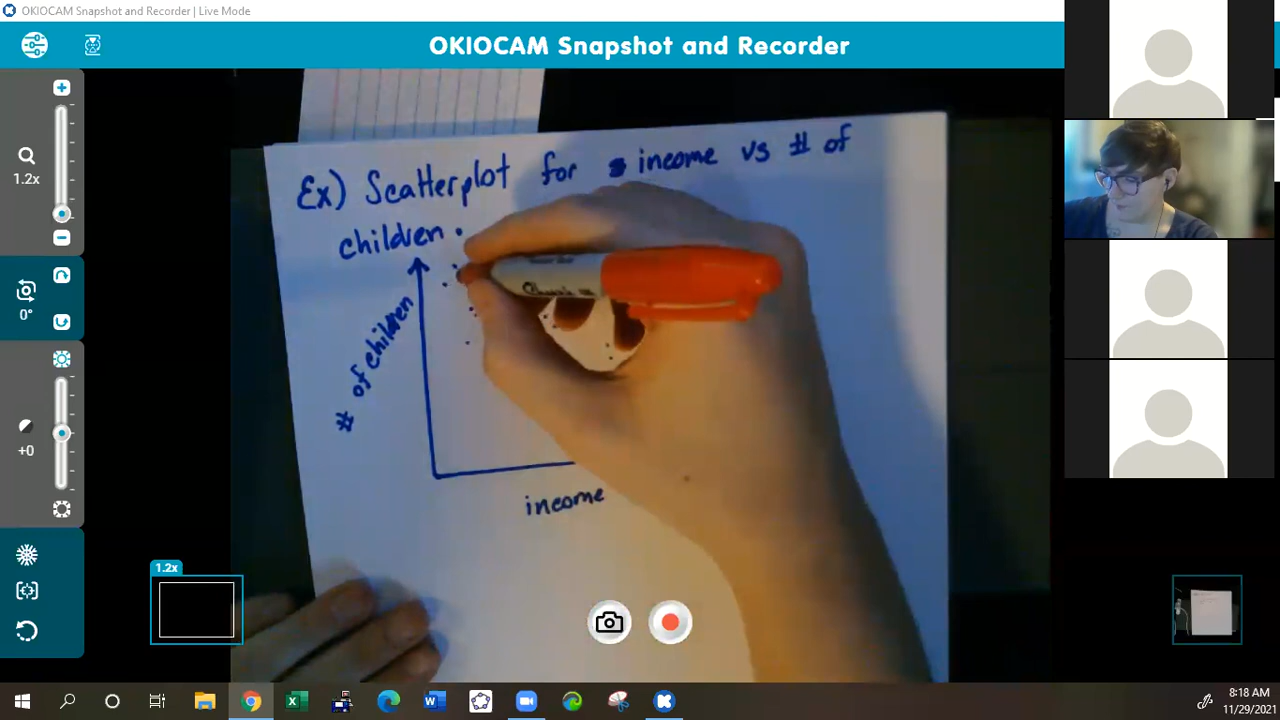 OKIOCAM Snapshot and Recorder | Live Mode
OKIOCAM Snapshot and Recorder
1.2x
0°
+0
Ex) Scatterplot for income vs # of
children
# of children
income
1.2x
8:18 AM
11/29/2021